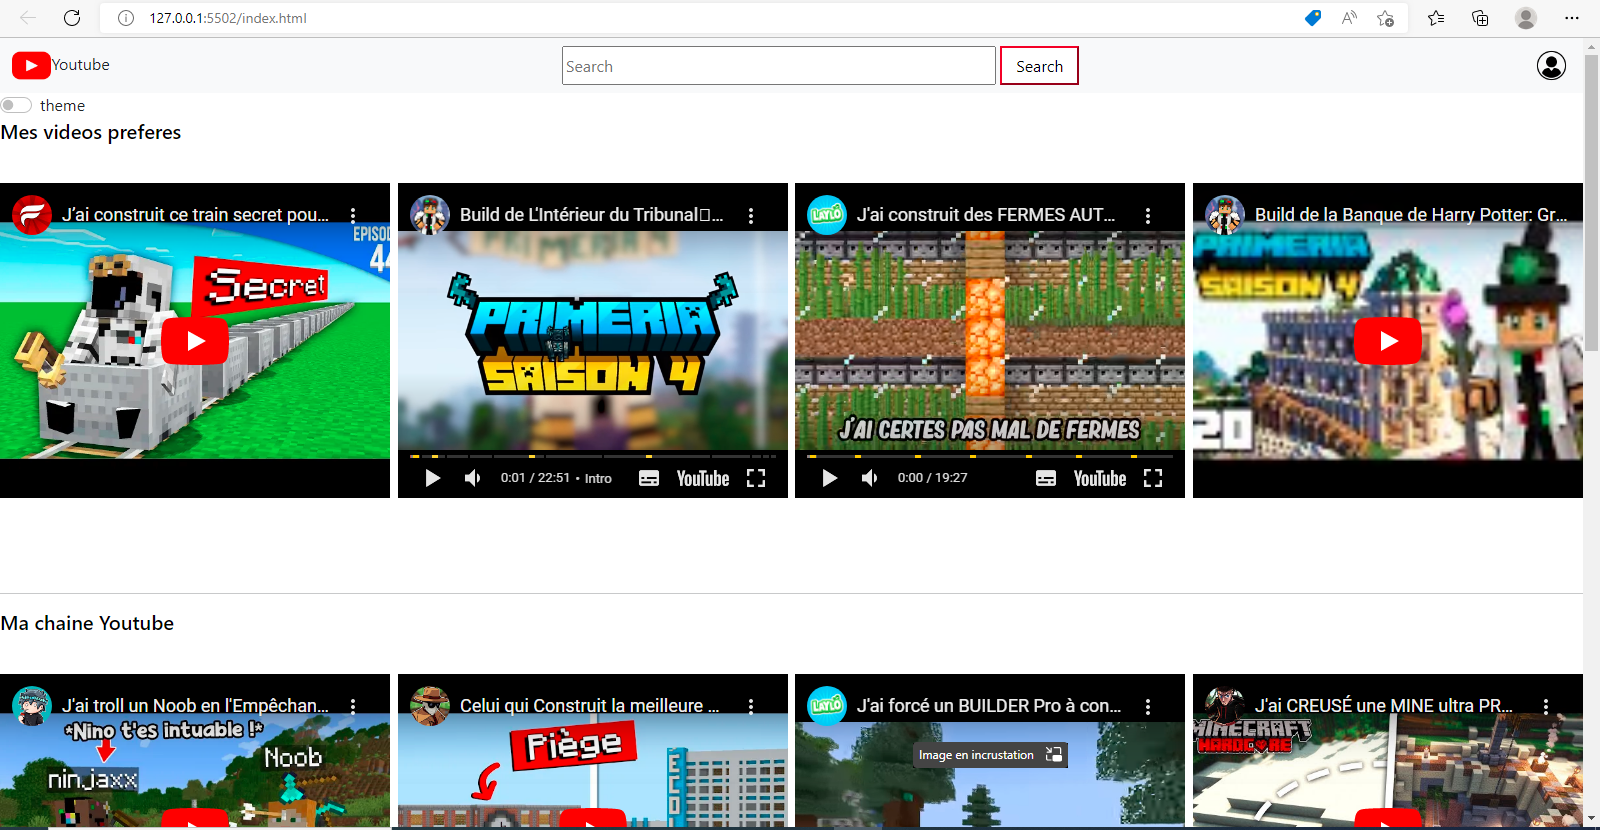 127.0.0.1:5502/index.html
Youtube
Search
Search
theme
Mes videos preferes
J'ai construit ce train secret pou...
EPISOD
44
Secret
Build de L'Intérieur du Tribunal▯...
PRIMERIA
SAISON 4
0:01 / 22:51 • Intro
YouTube
LAYLO
J'ai construit des FERMES AUT...
J'AI CERTES PAS MAL DE FERMES
0:00 / 19:27
YouTube
Build de la Banque de Harry Potter: Gr...
PRIMERIA
SAISON 4
20
Ma chaine Youtube
J'ai troll un Noob en l'Empêchan...
*Nino t'es intuable !*
Noob
ninjaxx
Celui qui Construit la meilleure ...
Piège
LAYLO
J'ai forcé un BUILDER Pro à con...
Image en incrustation
J'ai CREUSÉ une MINE ultra PR...
MINECRAFT
HARDCORE